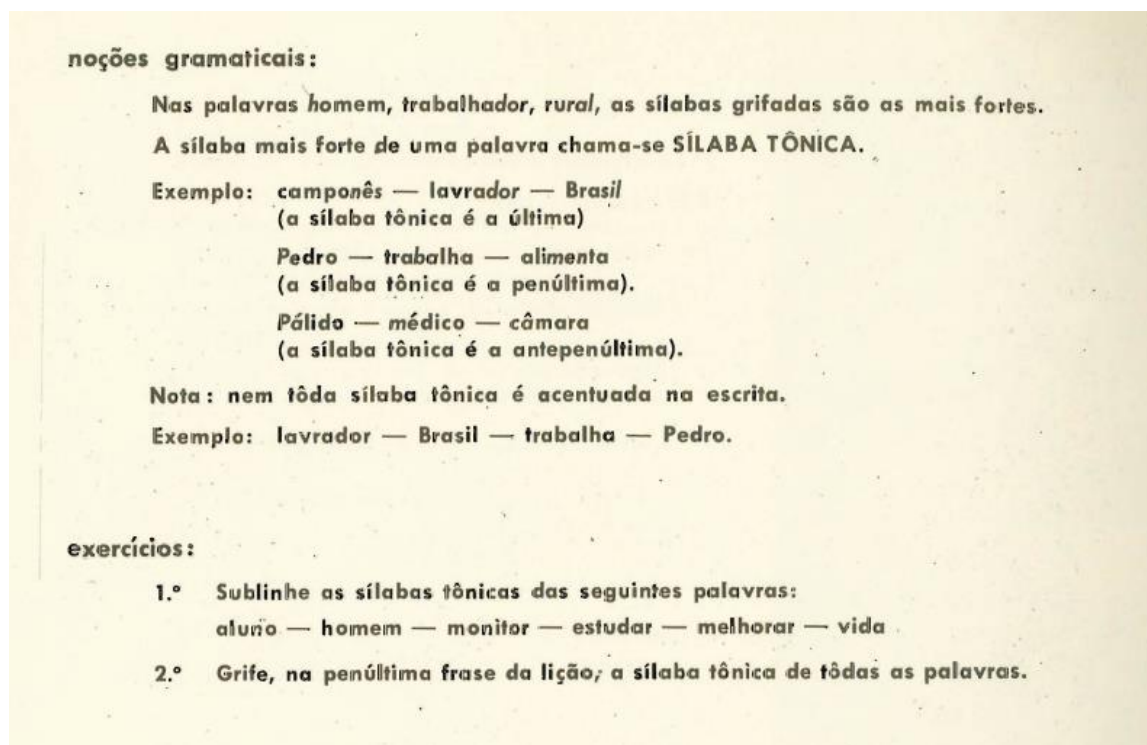 noções gramaticais:
Nas palavras homem, trabalhador, rural, as sílabas grifadas são as mais fortes.
A sílaba mais forte de uma palavra chama-se SÍLABA TÔNICA.
Exemplo: camponês — lavrador — Brasil
(a sílaba tônica é a última)
Pedro — trabalha — alimenta
(a sílaba tônica é a penúltima).
Pálido — médico — câmara
(a sílaba tônica é a antepenúltima).
Nota: nem tôda sílaba tônica é acentuada na escrita.
Exemplo: lavrador — Brasil — trabalha — Pedro.
exercícios:
1.º Sublinhe as sílabas tônicas das seguintes palavras:
aluno — homem — monitor — estudar — melhorar — vida
2.º Grife, na penúltima frase da lição, a sílaba tônica de tôdas as palavras.